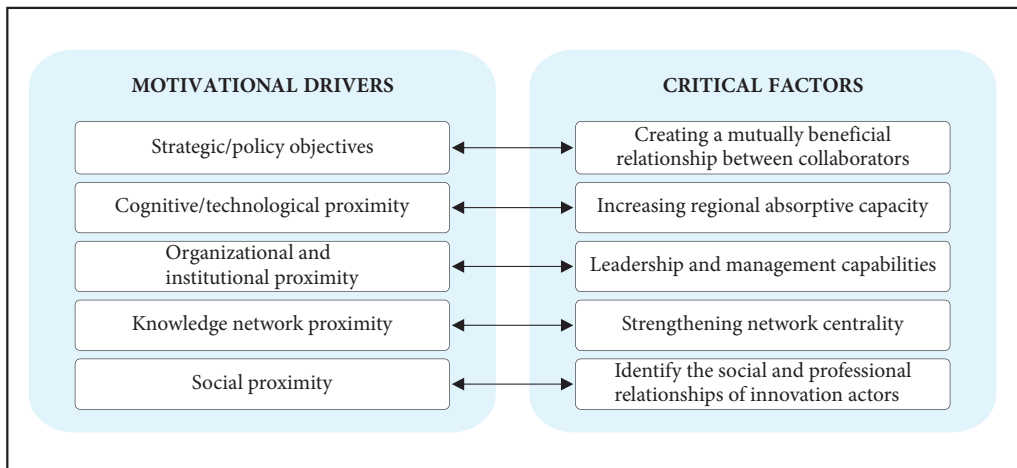 MOTIVATIONAL DRIVERS
Strategic/policy objectives
Cognitive/technological proximity
Organizational and
institutional proximity
Knowledge network proximity
Social proximity
CRITICAL FACTORS
Creating a mutually beneficial
relationship between collaborators
Increasing regional absorptive capacity
Leadership and management capabilities
Strengthening network centrality
Identify the social and professional
relationships of innovation actors